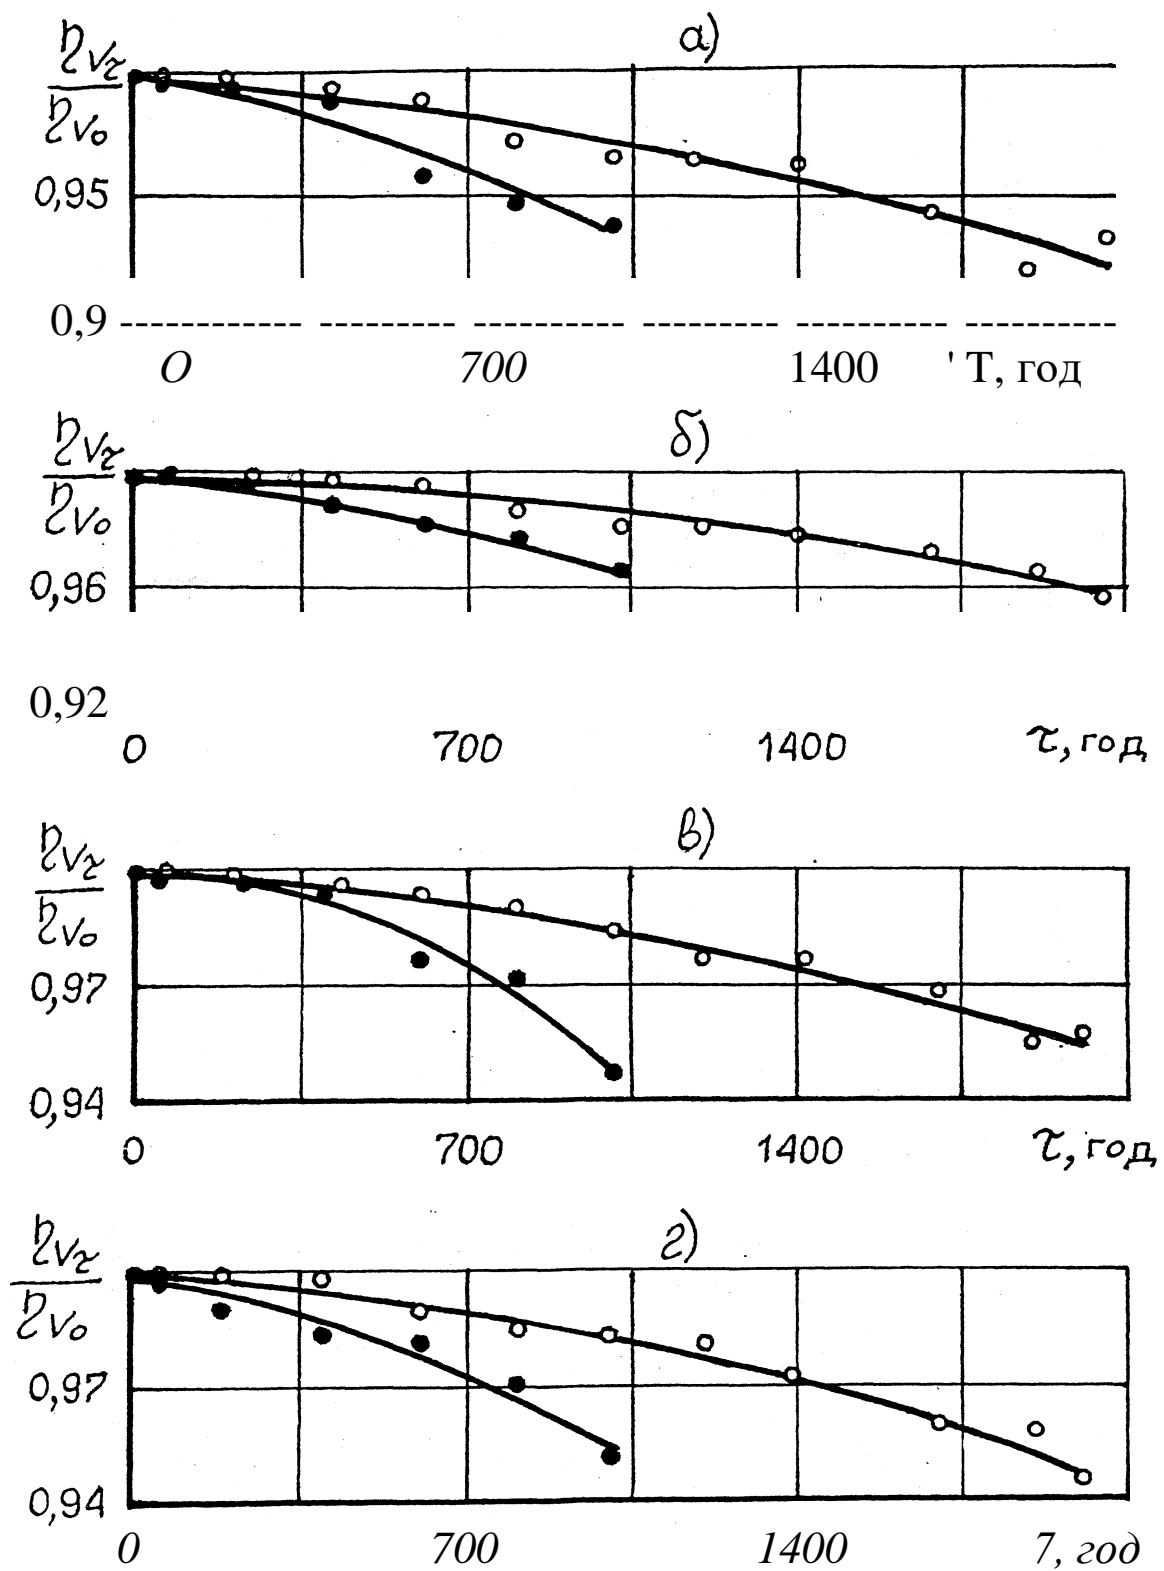 а)
ηVτ
ηV₀
0,95
0,9
O 700 1400 ' Т, год
б)
ηVτ
ηV₀
0,96
0,92
0 700 1400 τ, год
в)
ηVτ
ηV₀
0,97
0,94
0 700 1400 τ, год
г)
ηVτ
ηV₀
0,97
0,94
0 700 1400 7, год